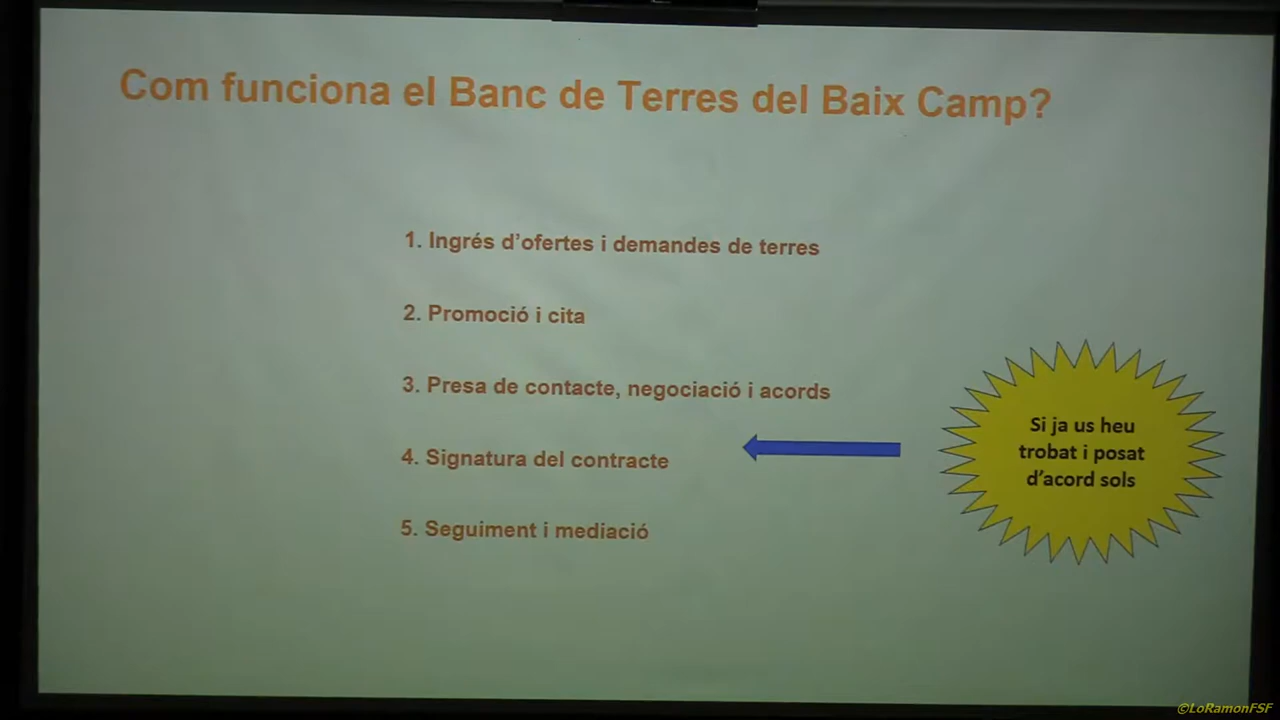 Com funciona el Banc de Terres del Baix Camp?
1. Ingrés d'ofertes i demandes de terres
2. Promoció i cita
3. Presa de contacte, negociació i acords
4. Signatura del contracte
5. Seguiment i mediació
Si ja us heu
trobat i posat
d'acord sols
©LoRamonFSF